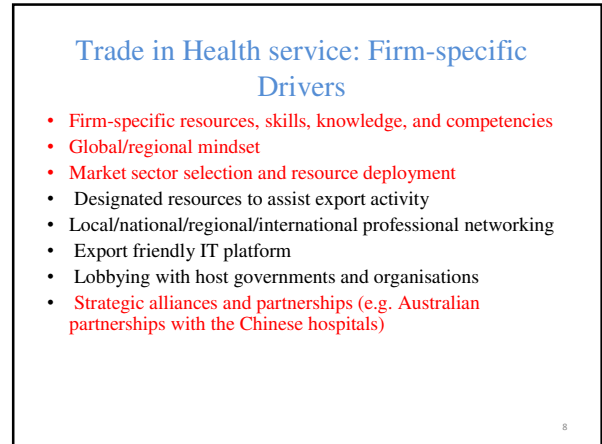 Trade in Health service: Firm-specific
Drivers
• Firm-specific resources, skills, knowledge, and competencies
• Global/regional mindset
• Market sector selection and resource deployment
• Designated resources to assist export activity
• Local/national/regional/international professional networking
• Export friendly IT platform
• Lobbying with host governments and organisations
• Strategic alliances and partnerships (e.g. Australian
partnerships with the Chinese hospitals)
8